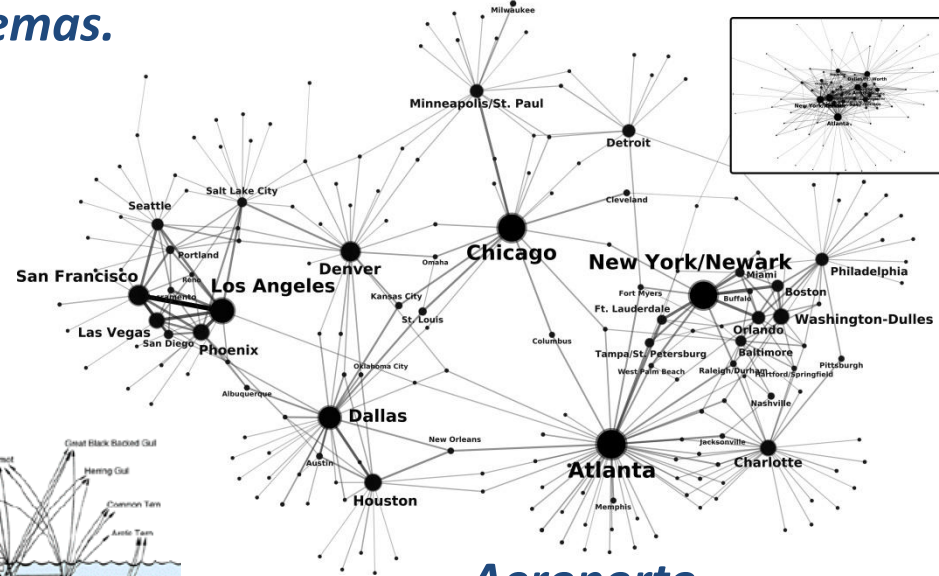 emas.
Milwaukee
Minneapolis/St. Paul
Detroit
Atlanta
Salt Lake City
Seattle
Cleveland
Portland
Chicago
Omaha
Denver
New York/Newark
Miami
Philadelphia
San Francisco
Reno
Los Angeles
Kansas City
St. Louis
Fort Myers
Buffalo
Boston
Ft. Lauderdale
Las Vegas
San Diego
Phoenix
Columbus
Orlando
Washington-Dulles
Tampa/St. Petersburg
Baltimore
West Palm Beach
Raleigh/Durham
Hartford/Springfield
Pittsburgh
Oklahoma City
Albuquerque
Nashville
Dallas
New Orleans
Jacksonville
Austin
Atlanta
Charlotte
Houston
Memphis
Great Black Backed Gull
Herring Gull
Common Tern
Arctic Tern
Aeroporto